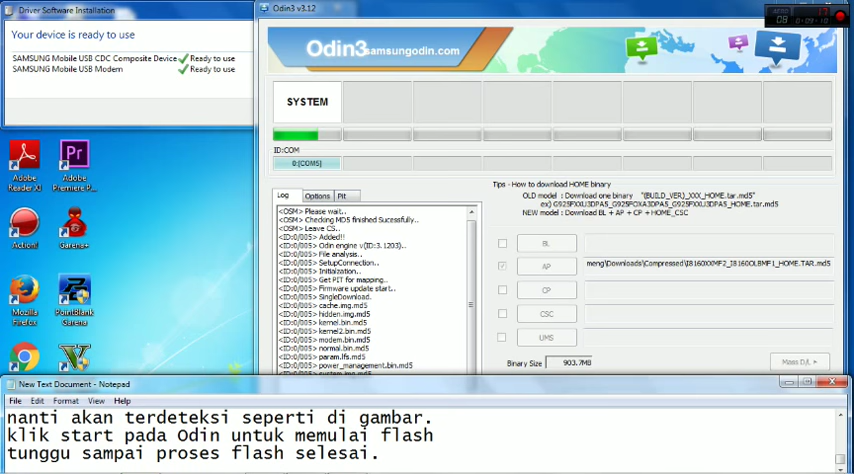 Driver Software Installation
Your device is ready to use
SAMSUNG Mobile USB CDC Composite Device Ready to use
SAMSUNG Mobile USB Modem Ready to use
Adobe Reader XI
Adobe Premiere P...
Action!
Garena+
Mozilla Firefox
PointBlank Garena
Odin3 v3.12
Odin3
samsungodin.com
SYSTEM
ID:COM
0:[COM5]
Log Options Pit
<OSM> Please wait..
<OSM> Checking MD5 finished Sucessfully..
<OSM> Leave CS..
<ID:0/005> Added!!
<ID:0/005> Odin engine v(ID:3.1203)..
<ID:0/005> File analysis..
<ID:0/005> SetupConnection..
<ID:0/005> Initialzation..
<ID:0/005> Get PIT for mapping..
<ID:0/005> Firmware update start..
<ID:0/005> SingleDownload.
<ID:0/005> cache.img.md5
<ID:0/005> hidden.img.md5
<ID:0/005> kernel.bin.md5
<ID:0/005> kernel2.bin.md5
<ID:0/005> modem.bin.md5
<ID:0/005> normal.bin.md5
<ID:0/005> param.lfs.md5
<ID:0/005> power_management.bin.md5
<ID:0/005> system.img.md5
Tips - How to download HOME binary
OLD model : Download one binary "(BUILD_VER)_XXX_HOME.tar.md5"
NEW model : Download BL + AP + CP + HOME_CSC
BL
AP
meng\Downloads\Compressed\I8160XXMF2_I8160OLBMF1_HOME.TAR.md5
CP
CSC
UMS
Binary Size 903.7MB
Mass D/L >
New Text Document - Notepad
File Edit Format View Help
nanti akan terdeteksi seperti di gambar.
klik start pada Odin untuk memulai flash
tunggu sampai proses flash selesai.